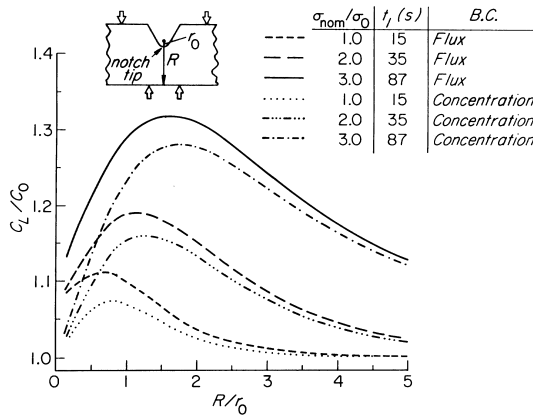 σnom/σ0 t1 (s) B.C.
1.0 15 Flux
2.0 35 Flux
3.0 87 Flux
1.0 15 Concentration
2.0 35 Concentration
3.0 87 Concentration
r0
R
notch
tip
1.4
1.3
1.2
1.1
1.0
CL/C0
0 1 2 3 4 5
R/r0